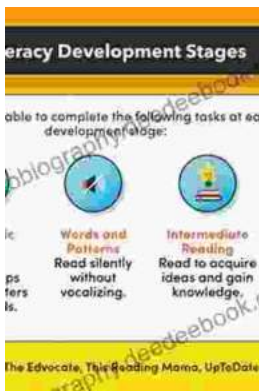 eracy Development Stages
able to complete the following tasks at ea
development stage:
ic
ps
ters
ls.
Words and
Patterns
Read silently
without
vocalizing.
Intermediate
Reading
Read to acquire
ideas and gain
knowledge.
The Edvocate, This Reading Mama, UpToDate